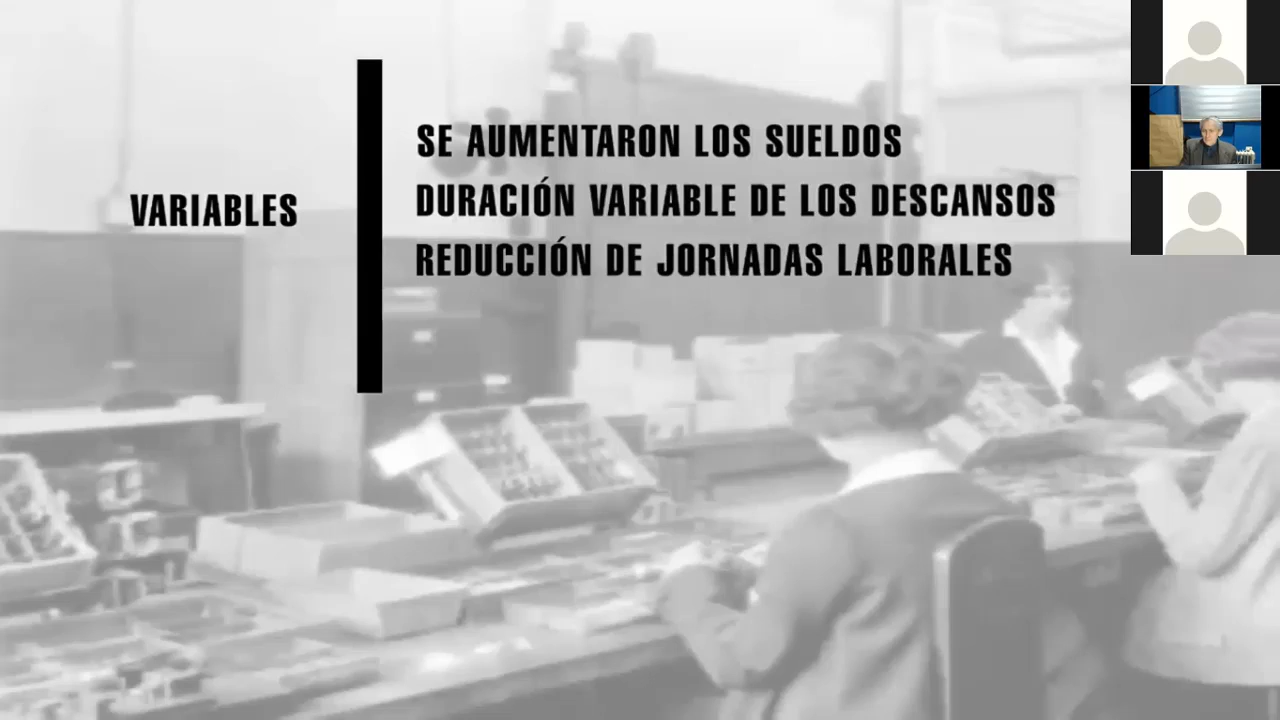 VARIABLES
SE AUMENTARON LOS SUELDOS
DURACIÓN VARIABLE DE LOS DESCANSOS
REDUCCIÓN DE JORNADAS LABORALES